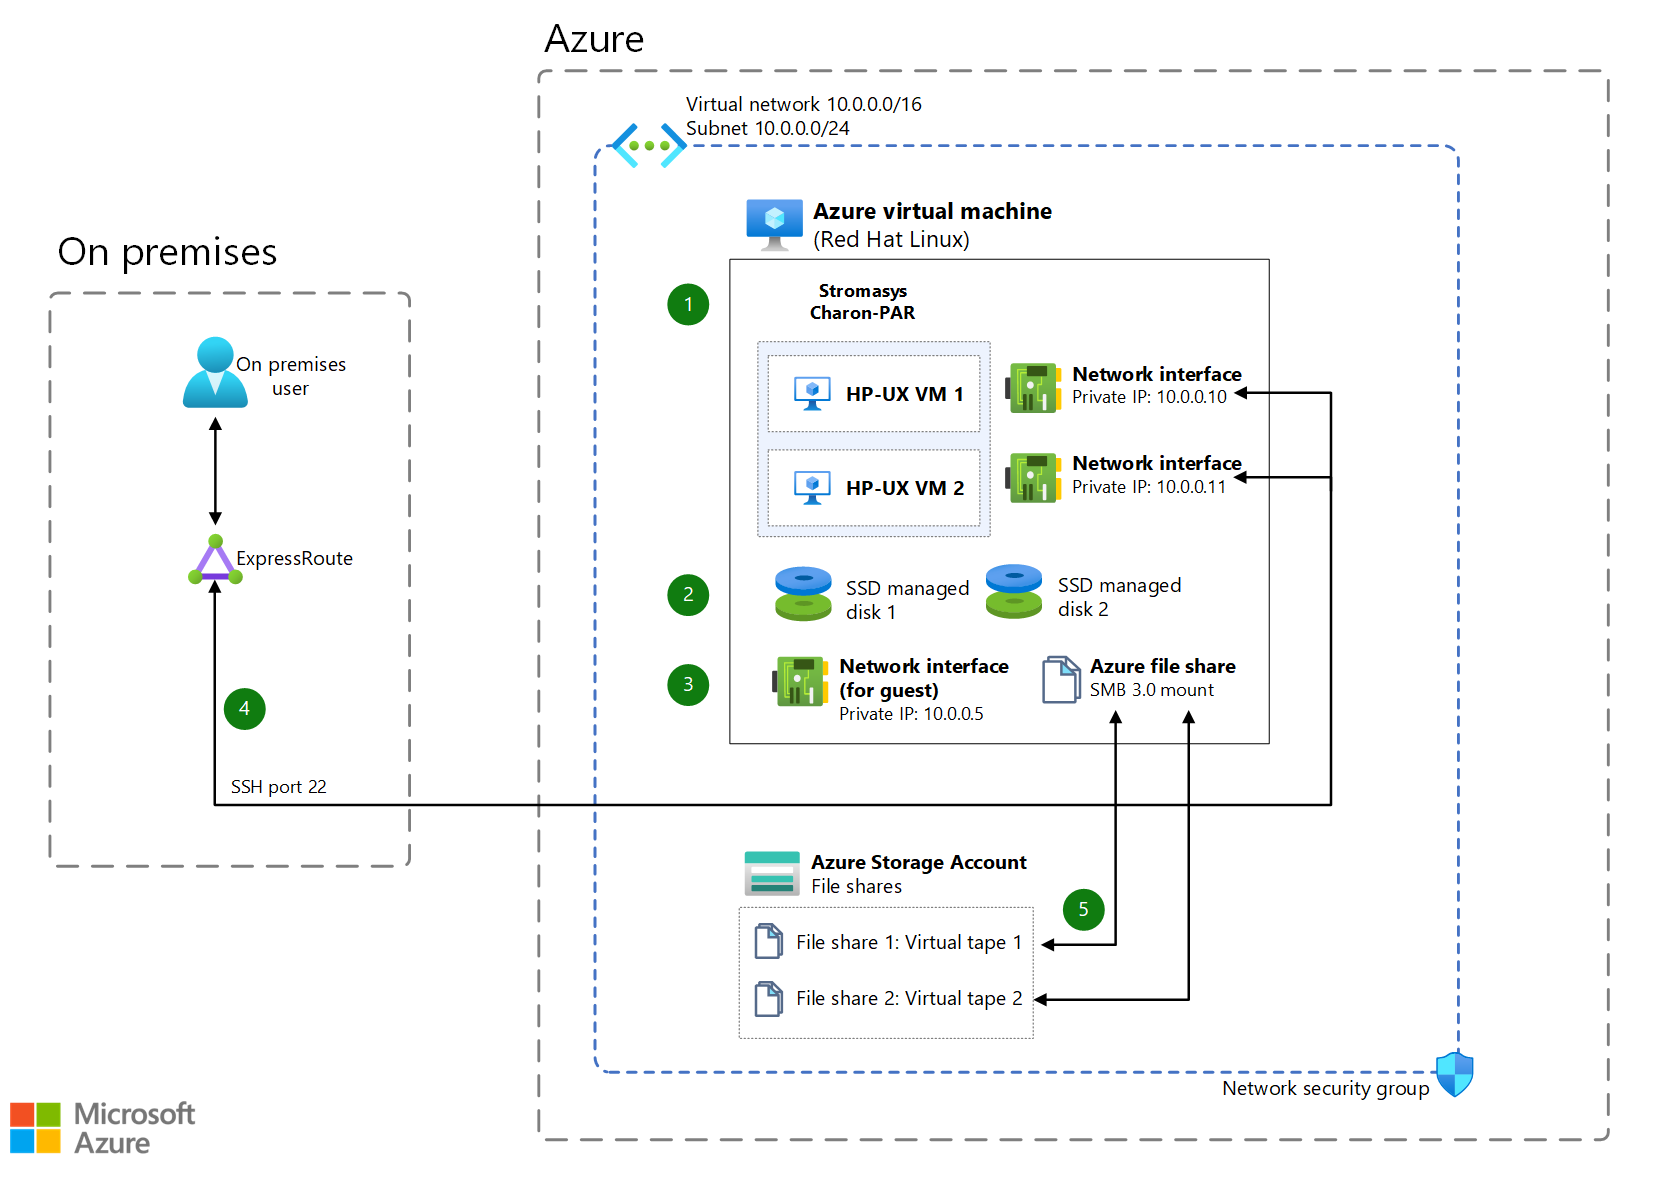 Azure
Virtual network 10.0.0.0/16
Subnet 10.0.0.0/24
Azure virtual machine
(Red Hat Linux)
On premises
1
Stromasys
Charon-PAR
On premises
user
HP-UX VM 1
Network interface
Private IP: 10.0.0.10
HP-UX VM 2
Network interface
Private IP: 10.0.0.11
ExpressRoute
2
SSD managed
disk 1
SSD managed
disk 2
3
Network interface
(for guest)
Private IP: 10.0.0.5
Azure file share
SMB 3.0 mount
4
SSH port 22
Azure Storage Account
File shares
5
File share 1: Virtual tape 1
File share 2: Virtual tape 2
Network security group
Microsoft
Azure